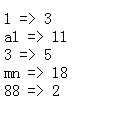 1 => 3
a1 => 11
3 => 5
mn => 18
88 => 2